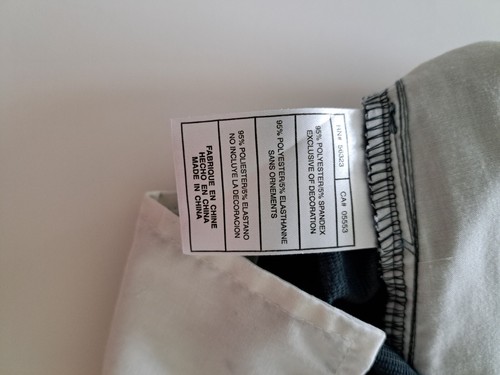 RN# 56323 CA# 05553
95% POLYESTER/5% SPANDEX
EXCLUSIVE OF DECORATION
95% POLYESTER/5% ELASTHANNE
SANS ORNEMENTS
95% POLIESTER/5% ELASTANO
NO INCLUYE LA DECORACION
FABRIQUE EN CHINE
HECHO EN CHINA
MADE IN CHINA